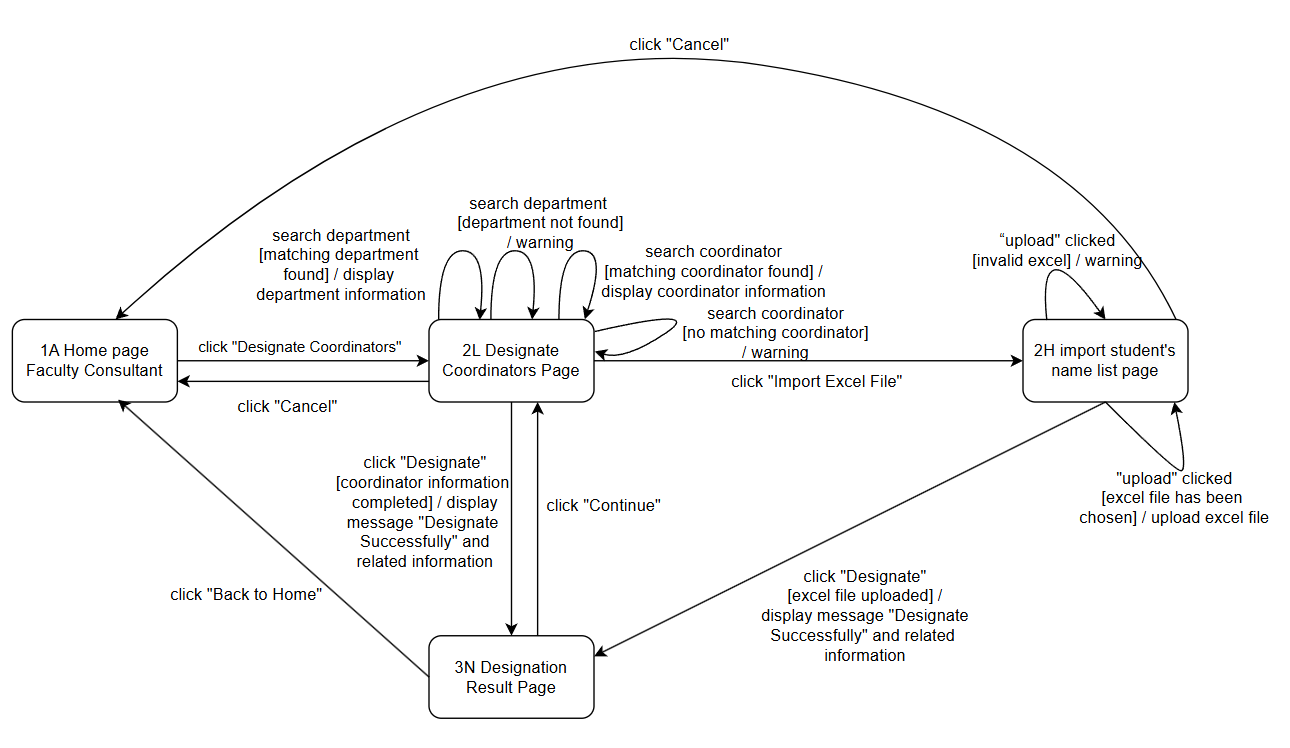 click "Cancel"
search department
[department not found]
/ warning
search department
[matching department
found] / display
department information
search coordinator
[matching coordinator found] /
display coordinator information
“upload" clicked
[invalid excel] / warning
search coordinator
[no matching coordinator]
/ warning
1A Home page
Faculty Consultant
click "Designate Coordinators"
2L Designate
Coordinators Page
2H import student's
name list page
click "Import Excel File"
click "Cancel"
click "Designate"
[coordinator information
completed] / display
message "Designate
Successfully" and
related information
click "Continue"
"upload" clicked
[excel file has been
chosen] / upload excel file
click "Back to Home"
click "Designate"
[excel file uploaded] /
display message "Designate
Successfully" and related
information
3N Designation
Result Page